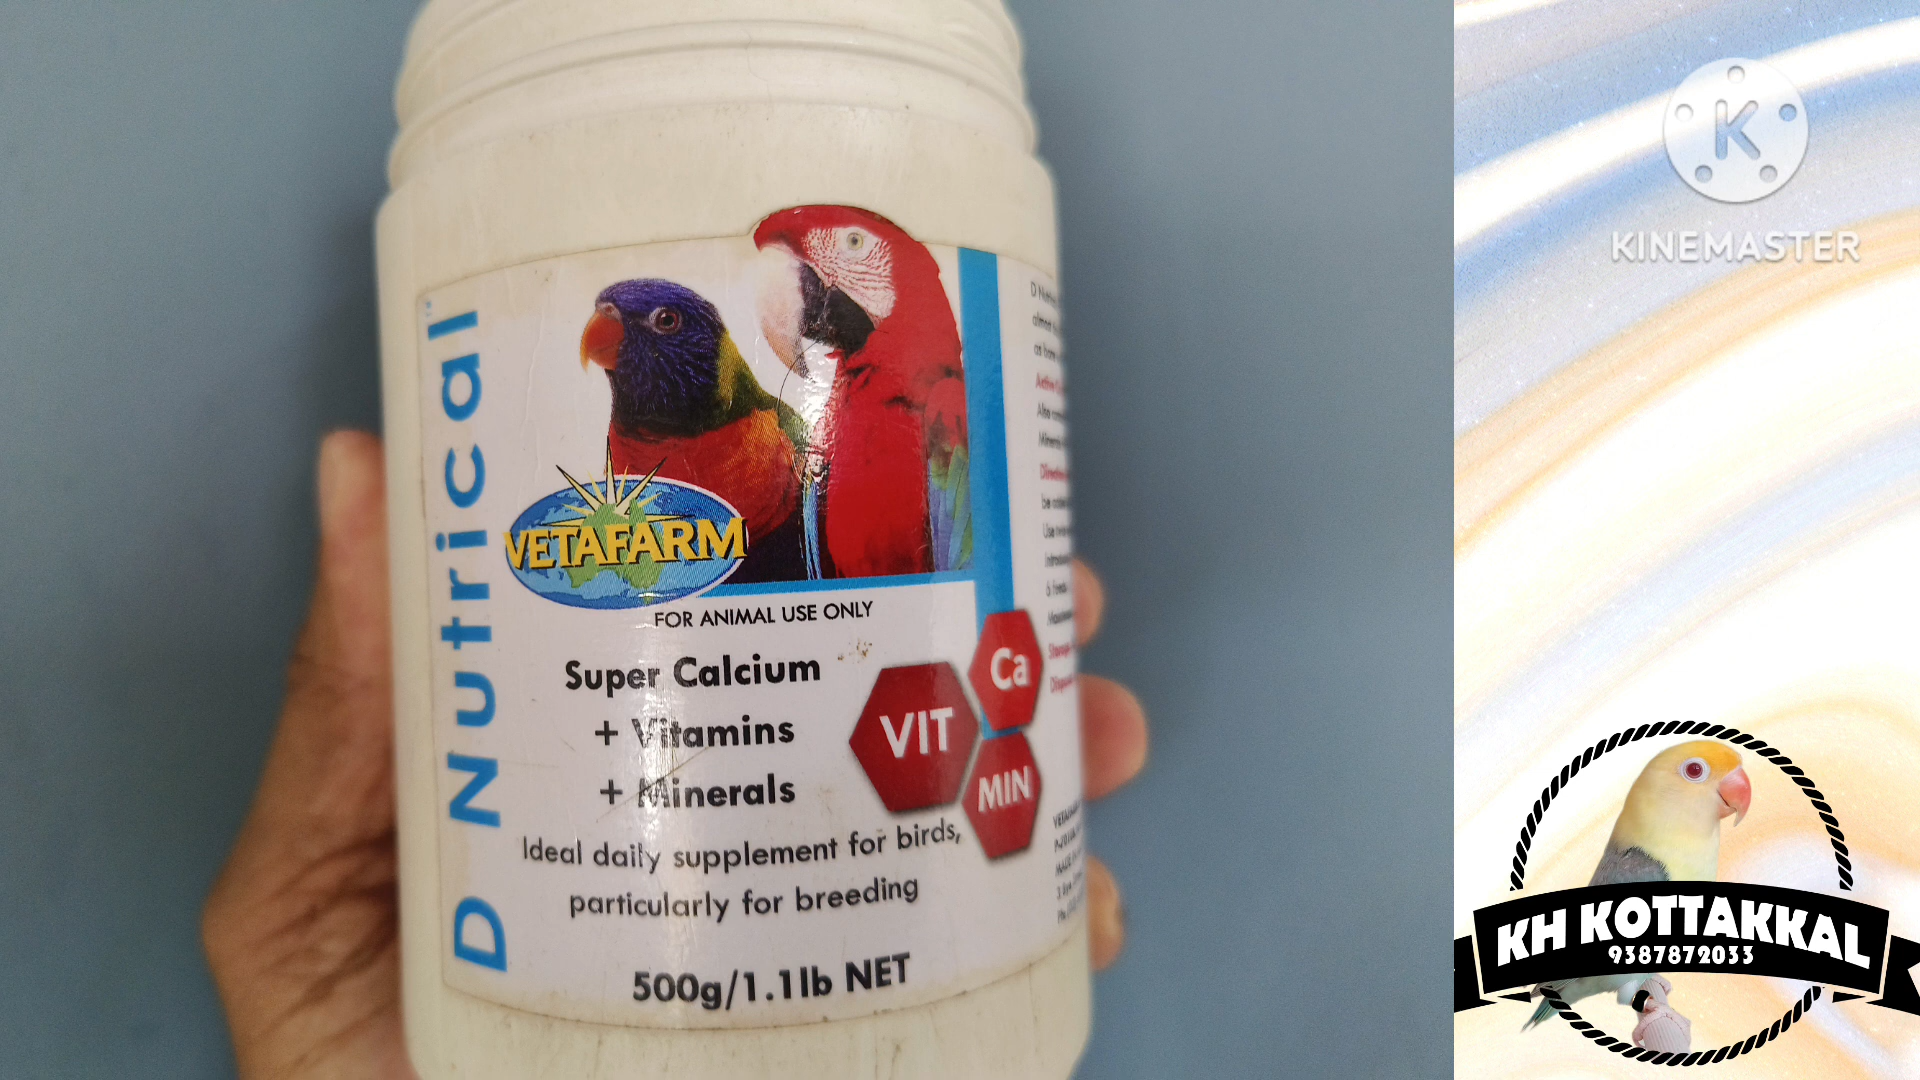 D Nutrical
VETAFARM
FOR ANIMAL USE ONLY
Super Calcium
+ Vitamins
+ Minerals
VIT
Ca
MIN
Ideal daily supplement for birds,
particularly for breeding
500g/1.1lb NET
K
KINEMASTER
KH KOTTAKKAL
9387872033